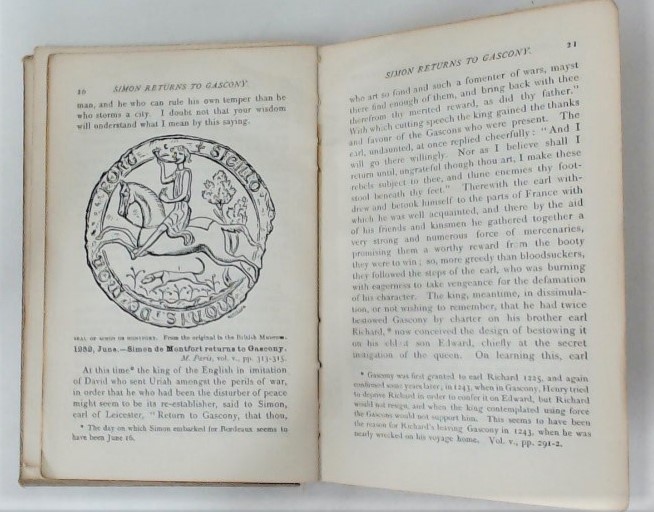 20 SIMON RETURNS TO GASCONY.
man, and he who can rule his own temper than he
who storms a city. I doubt not that your wisdom
will understand what I mean by this saying.
SIGILLO
SIMONIS: DE: MON
FORTI
SEAL OF SIMON DE MONTFORT. From the original in the British Museum.
June.—Simon de Montfort returns to Gascony.
M. Paris, vol. v., pp. 313-315.
At this time* the king of the English in imitation
of David who sent Uriah amongst the perils of war,
in order that he who had been the disturber of peace
might seem to be its re-establisher, said to Simon,
earl of Leicester, "Return to Gascony, that thou,
* The day on which Simon embarked for Bordeaux seems to
have been June 16.
SIMON RETURNS TO GASCONY. 21
who art so fond and such a fomenter of wars, mayst
there find enough of them, and bring back with thee
therefrom thy merited reward, as did thy father."
With which cutting speech the king gained the thanks
and favour of the Gascons who were present. The
earl, undaunted, at once replied cheerfully: "And I
will go there willingly. Nor as I believe shall I
return until, ungrateful though thou art, I make these
rebels subject to thee, and thine enemies thy foot-
stool beneath thy feet." Therewith the earl with-
drew and betook himself to the parts of France with
which he was well acquainted, and there by the aid
of his friends and kinsmen he gathered together a
very strong and numerous force of mercenaries,
promising them a worthy reward from the booty
they were to win; so, more greedy than bloodsuckers,
they followed the steps of the earl, who was burning
with eagerness to take vengeance for the defamation
of his character. The king, meantime, in dissimula-
tion, or not wishing to remember, that he had twice
bestowed Gascony by charter on his brother earl
Richard,* now conceived the design of bestowing it
on his eldest son Edward, chiefly at the secret
instigation of the queen. On learning this, earl
* Gascony was first granted to earl Richard 1225, and again
confirmed some years later; in 1243, when in Gascony, Henry tried
to deprive Richard in order to confer it on Edward, but Richard
would not resign, and when the king contemplated using force
the Gascons would not support him. This seems to have been
the reason for Richard's leaving Gascony in 1243, when he was
nearly wrecked on his voyage home. Vol. v., pp. 291-2.